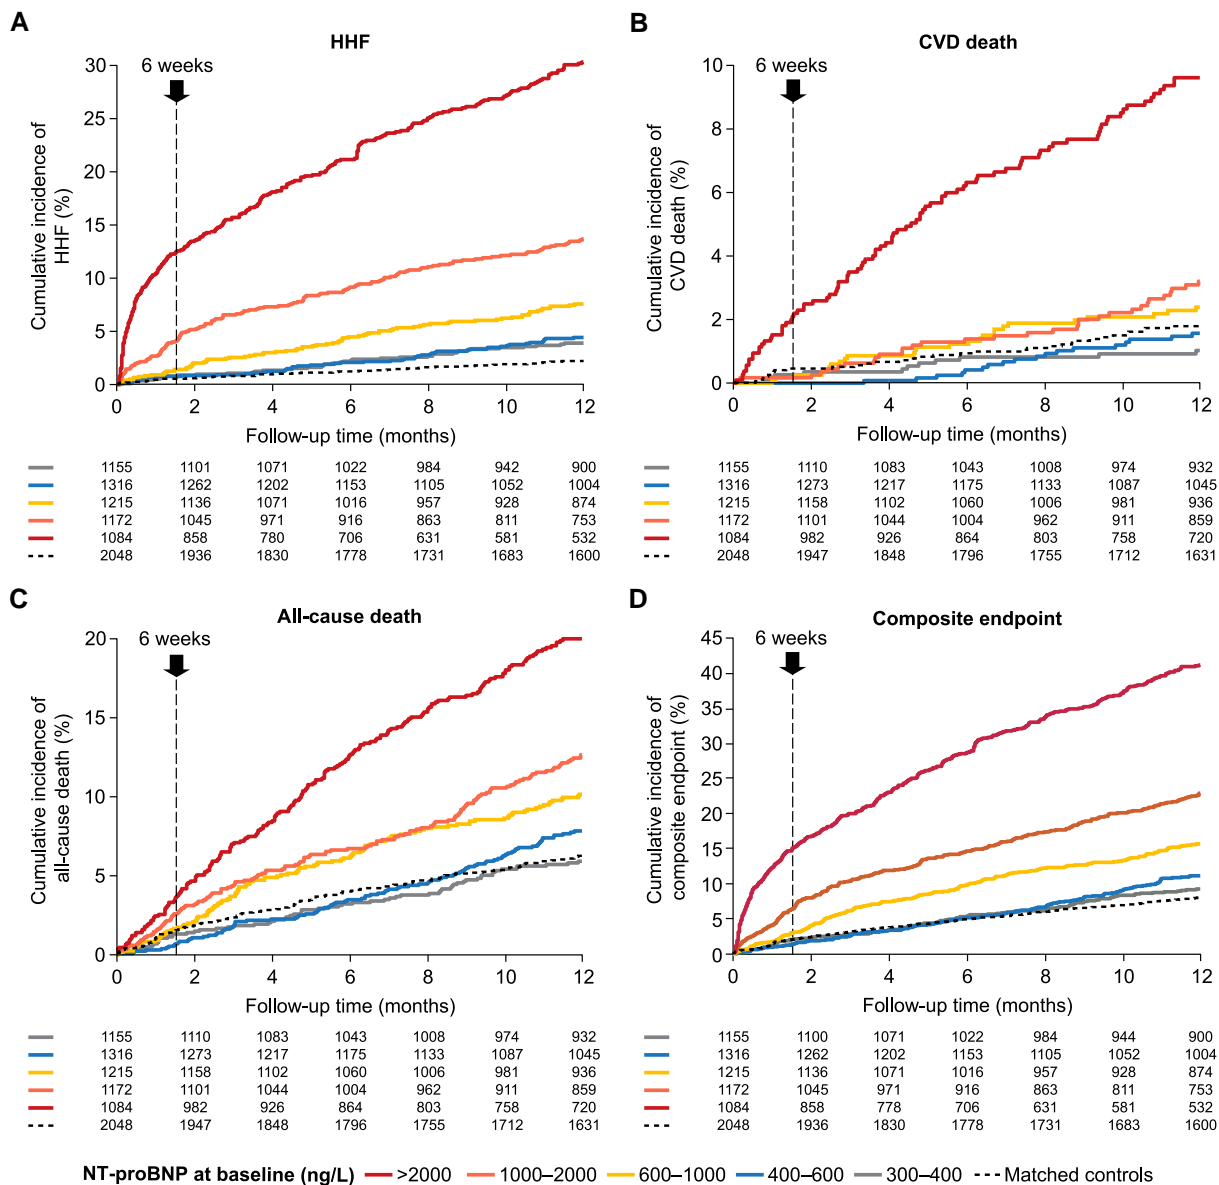 A
HHF
6 weeks
Cumulative incidence of
HHF (%)
30
25
20
15
10
5
0
0 2 4 6 8 10 12
Follow-up time (months)
1155 1101 1071 1022 984 942 900
1316 1262 1202 1153 1105 1052 1004
1215 1136 1071 1016 957 928 874
1172 1045 971 916 863 811 753
1084 858 780 706 631 581 532
2048 1936 1830 1778 1731 1683 1600
B
CVD death
6 weeks
Cumulative incidence of
CVD death (%)
10
8
6
4
2
0
0 2 4 6 8 10 12
Follow-up time (months)
1155 1110 1083 1043 1008 974 932
1316 1273 1217 1175 1133 1087 1045
1215 1158 1102 1060 1006 981 936
1172 1101 1044 1004 962 911 859
1084 982 926 864 803 758 720
2048 1947 1848 1796 1755 1712 1631
C
All-cause death
6 weeks
Cumulative incidence of
all-cause death (%)
20
15
10
5
0
0 2 4 6 8 10 12
Follow-up time (months)
1155 1110 1083 1043 1008 974 932
1316 1273 1217 1175 1133 1087 1045
1215 1158 1102 1060 1006 981 936
1172 1101 1044 1004 962 911 859
1084 982 926 864 803 758 720
2048 1947 1848 1796 1755 1712 1631
D
Composite endpoint
6 weeks
Cumulative incidence of
composite endpoint (%)
45
40
35
30
25
20
15
10
5
0
0 2 4 6 8 10 12
Follow-up time (months)
1155 1100 1071 1022 984 944 900
1316 1262 1202 1153 1105 1052 1004
1215 1136 1071 1016 957 928 874
1172 1045 971 916 863 811 753
1084 858 778 706 631 581 532
2048 1936 1830 1778 1731 1683 1600
NT-proBNP at baseline (ng/L) >2000 1000–2000 600–1000 400–600 300–400 Matched controls